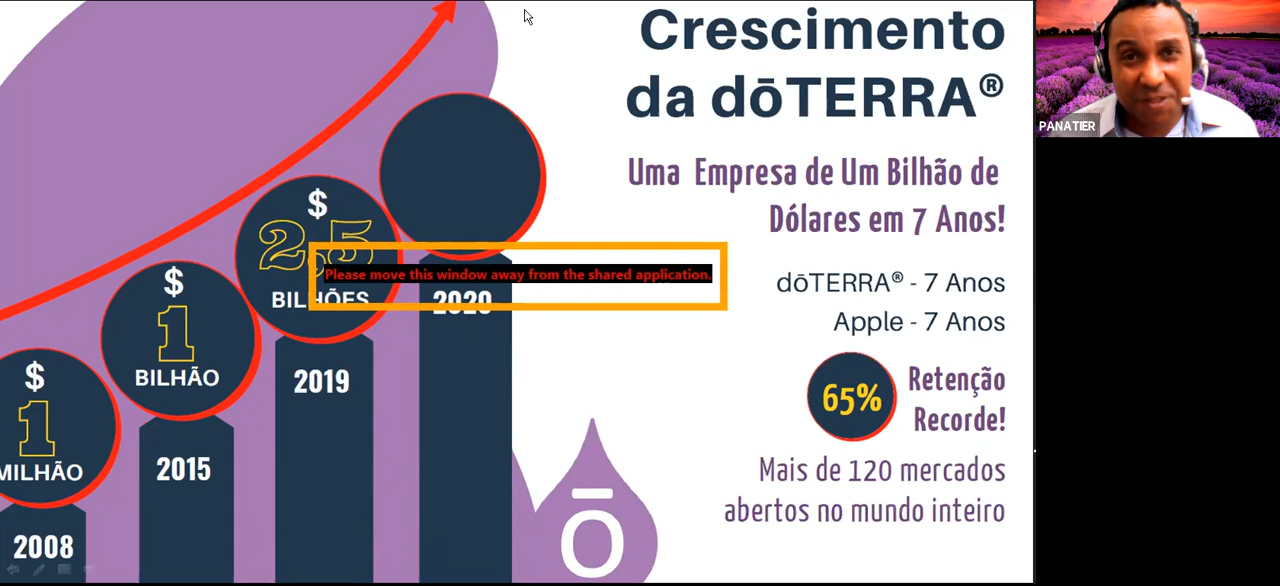 Crescimento
da dōTERRA®
Uma Empresa de Um Bilhão de
Dólares em 7 Anos!
dōTERRA® - 7 Anos
Apple - 7 Anos
65%
Retenção
Recorde!
Mais de 120 mercados
abertos no mundo inteiro
$
1
MILHÃO
2008
$
1
BILHÃO
2015
$
2,5
BILHÕES
2019
2020
Please move this window away from the shared application.
ō
PANATIER